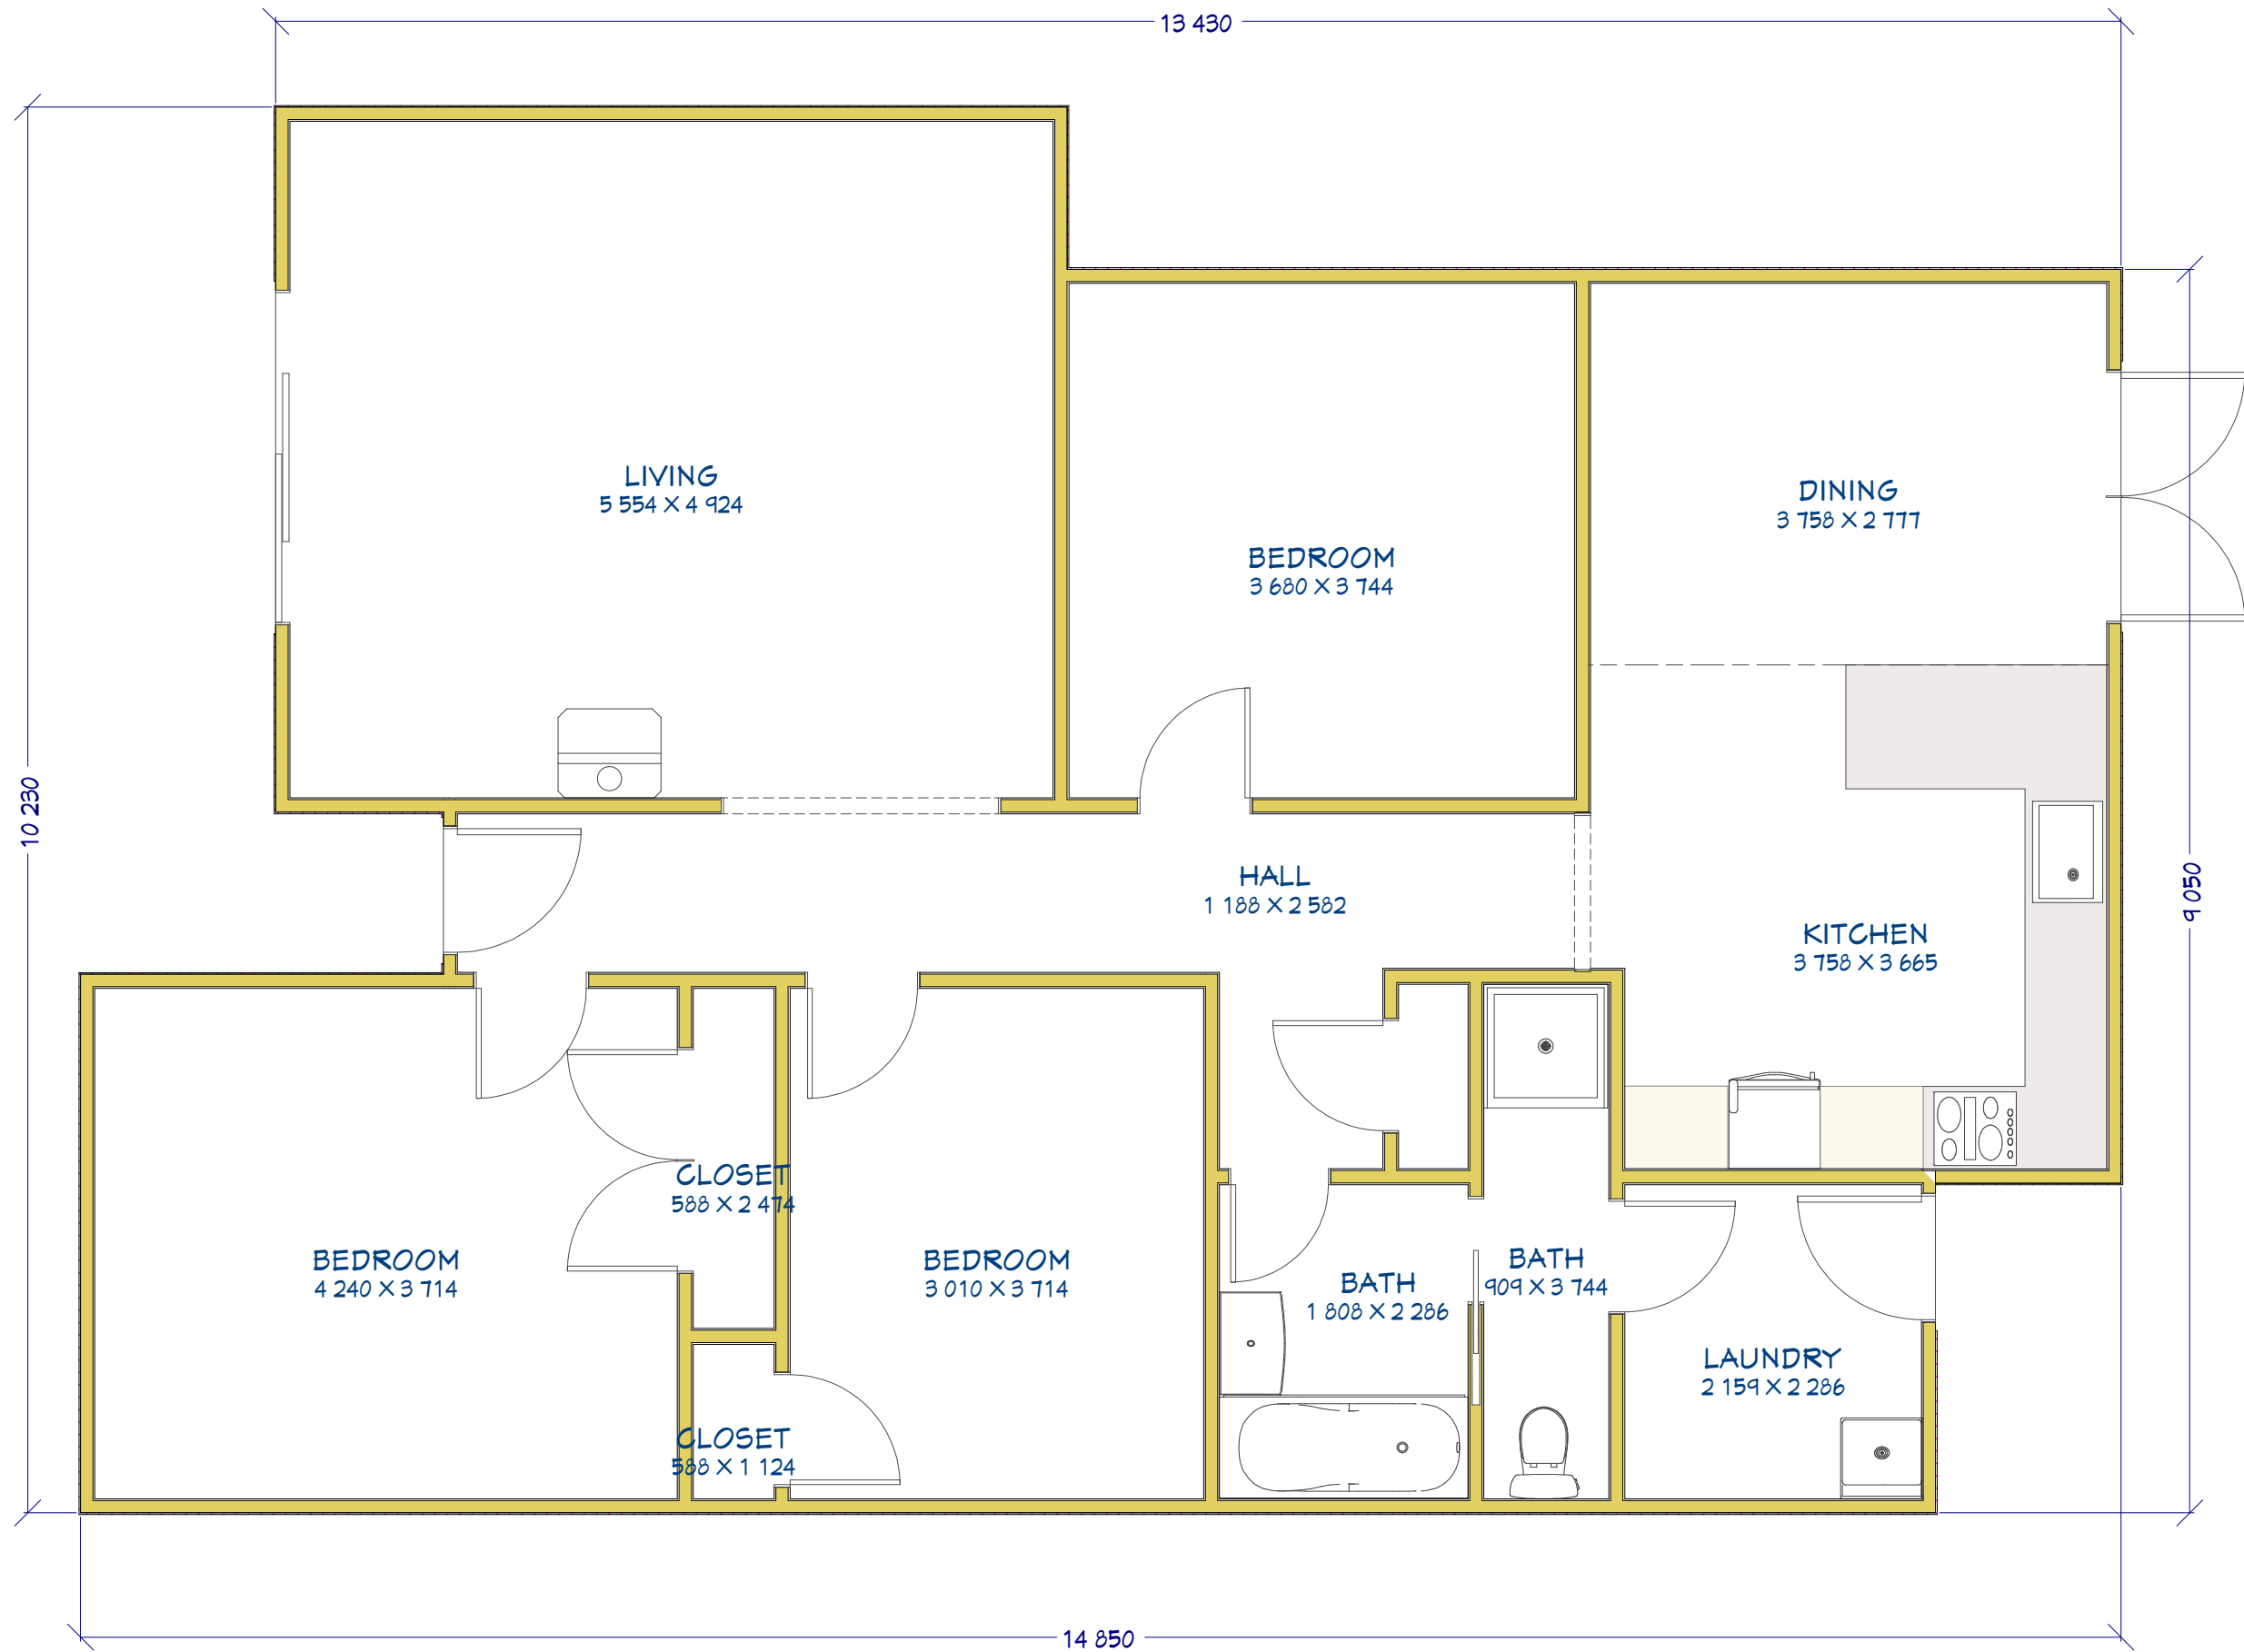 13 430
LIVING
5 554 X 4 924
DINING
3 758 X 2 777
BEDROOM
3 680 X 3 744
10 230
HALL
1 188 X 2 582
9 050
KITCHEN
3 758 X 3 665
CLOSET
588 X 2 474
BEDROOM
4 240 X 3 714
BEDROOM
3 010 X 3 714
BATH
1 808 X 2 286
BATH
909 X 3 744
LAUNDRY
2 159 X 2 286
CLOSET
588 X 1 124
14 850